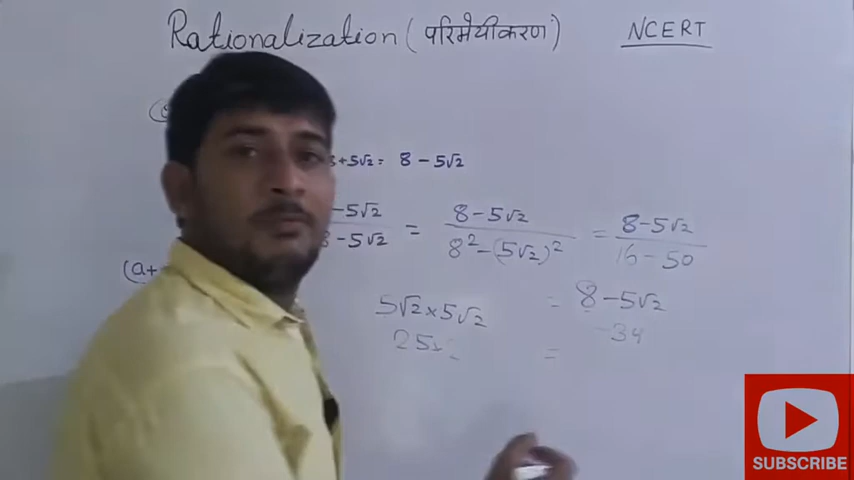 Rationalization (परिमेयीकरण) NCERT
3+5√2 = 8 - 5√2
-5√2 / 8-5√2 = 8-5√2 / 8² - (5√2)² = 8-5√2 / 16-50
(a+
5√2 × 5√2 = 8-5√2 / -34
25×2 =
SUBSCRIBE